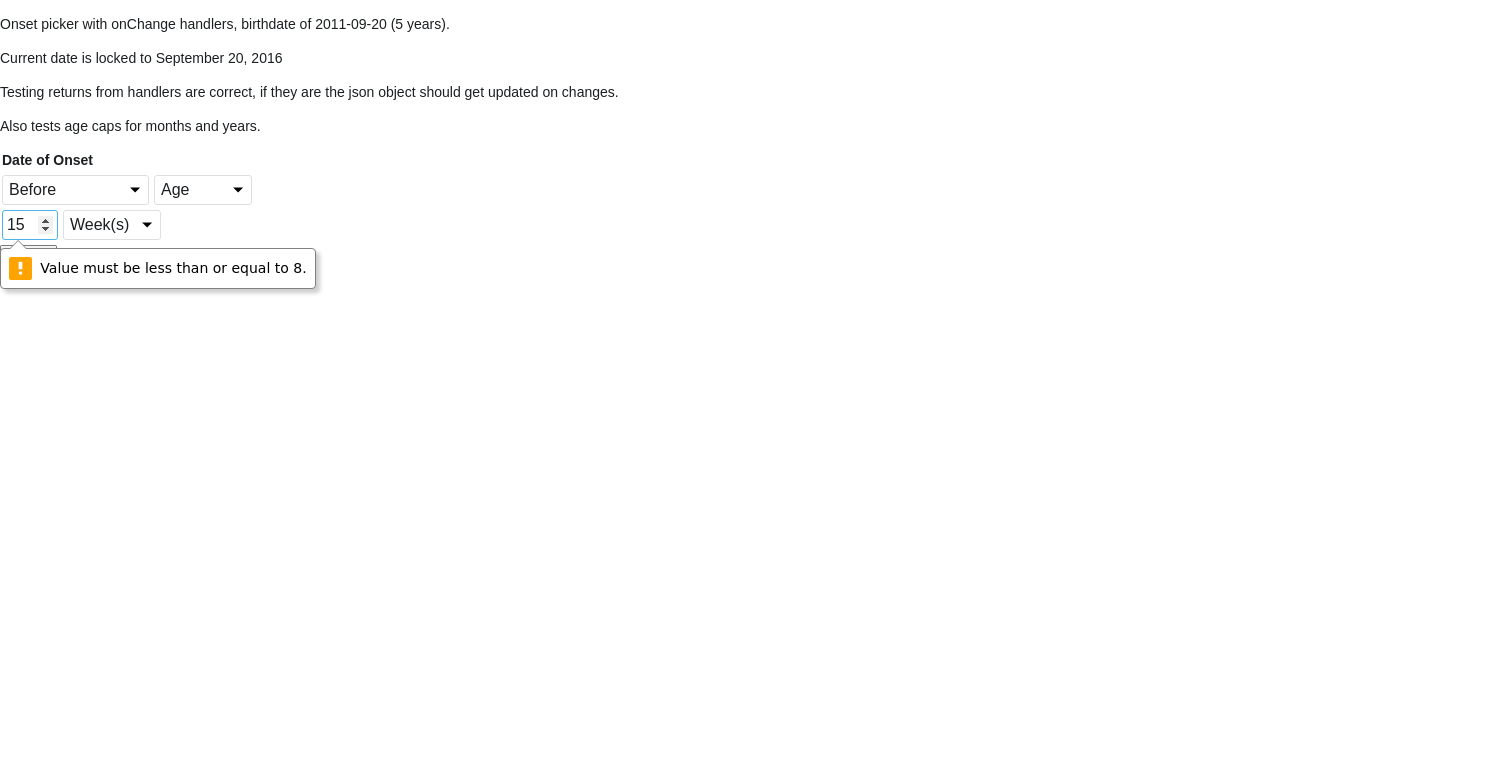 Onset picker with onChange handlers, birthdate of 2011-09-20 (5 years).
Current date is locked to September 20, 2016
Testing returns from handlers are correct, if they are the json object should get updated on changes.
Also tests age caps for months and years.
Date of Onset
Before Age
15 Week(s)
Value must be less than or equal to 8.